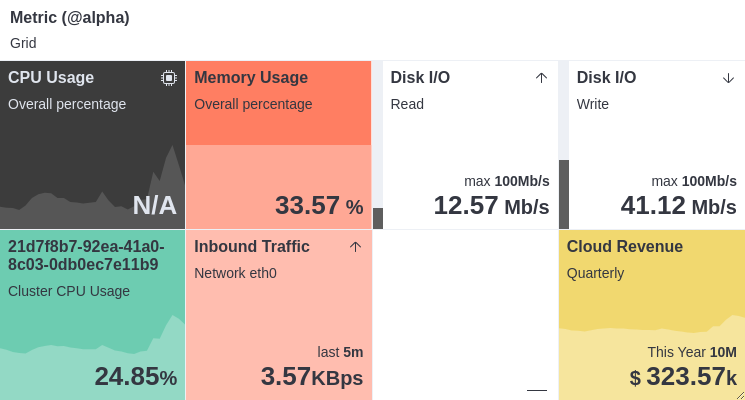 Metric (@alpha)
Grid
CPU Usage
Overall percentage
N/A
Memory Usage
Overall percentage
33.57 %
Disk I/O
Read
max 100Mb/s
12.57 Mb/s
Disk I/O
Write
max 100Mb/s
41.12 Mb/s
21d7f8b7-92ea-41a0-
8c03-0db0ec7e11b9
Cluster CPU Usage
24.85%
Inbound Traffic
Network eth0
last 5m
3.57KBps
Cloud Revenue
Quarterly
This Year 10M
$ 323.57k